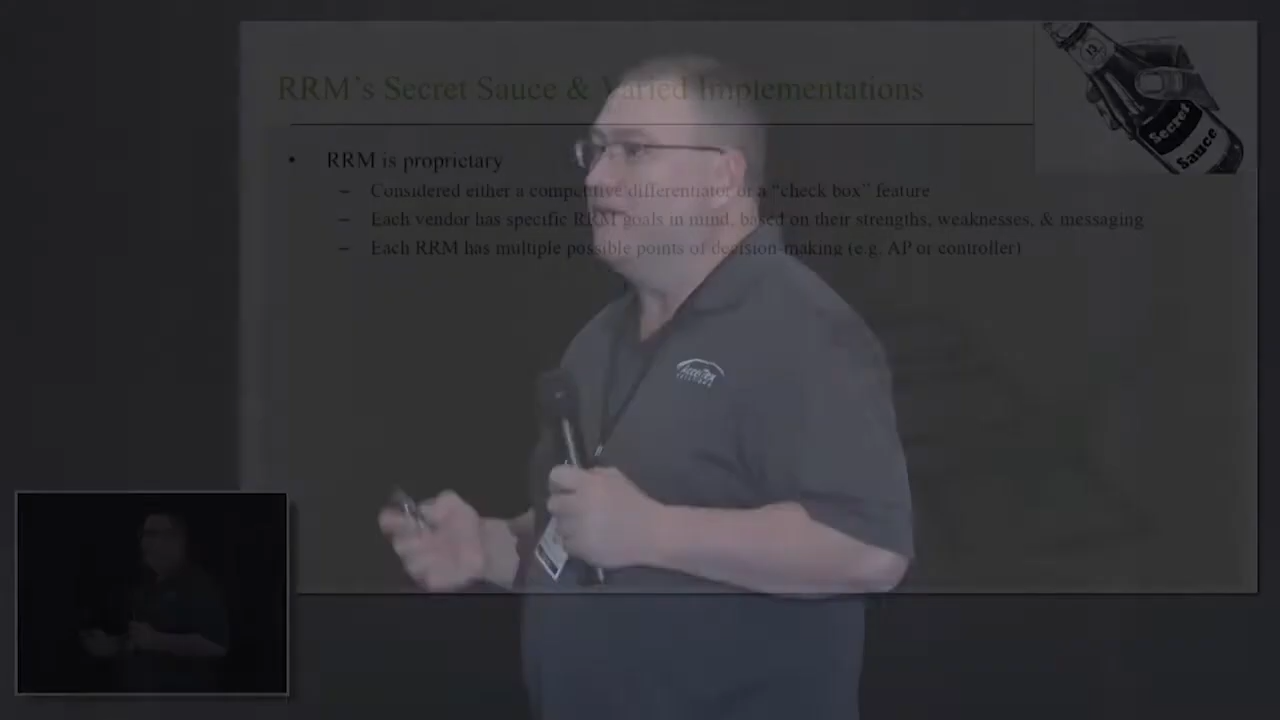 RRM's Secret Sauce & Varied Implementations
• RRM is proprietary
– Considered either a competitive differentiator or a “check box” feature
– Each vendor has specific RRM goals in mind, based on their strengths, weaknesses, & messaging
– Each RRM has multiple possible points of decision-making (e.g. AP or controller)
Secret
Sauce
AccelTex